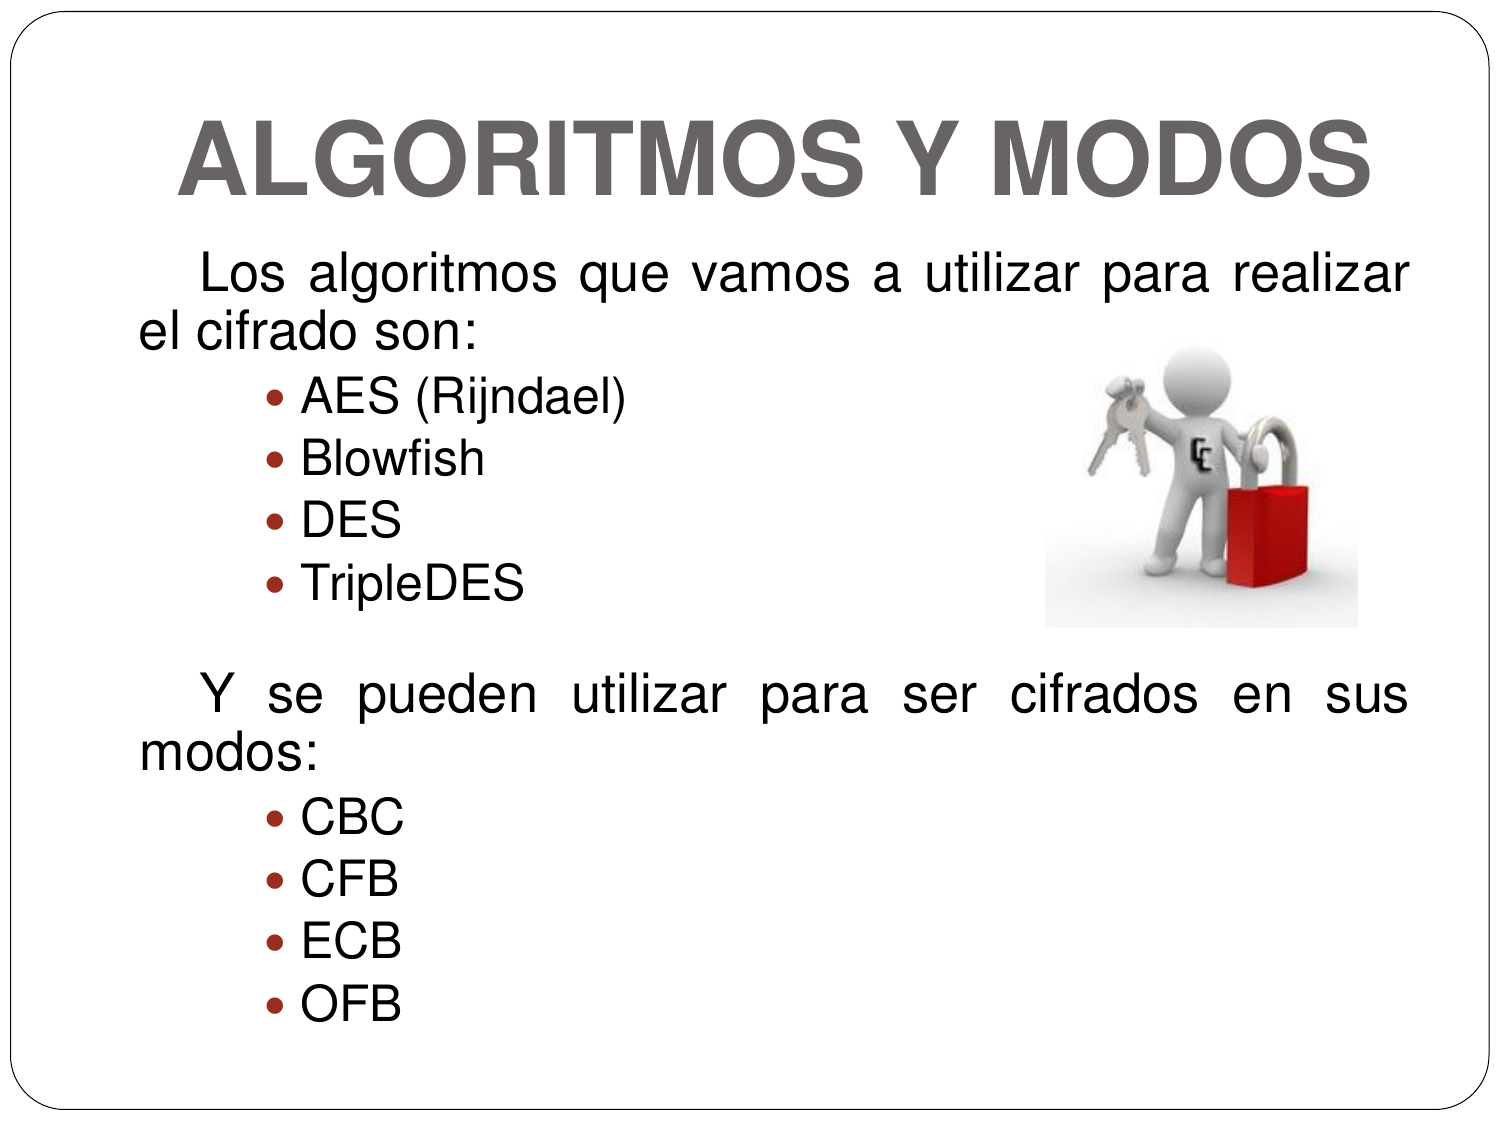 ALGORITMOS Y MODOS
Los algoritmos que vamos a utilizar para realizar
el cifrado son:
• AES (Rijndael)
• Blowfish
• DES
• TripleDES
Y se pueden utilizar para ser cifrados en sus
modos:
• CBC
• CFB
• ECB
• OFB